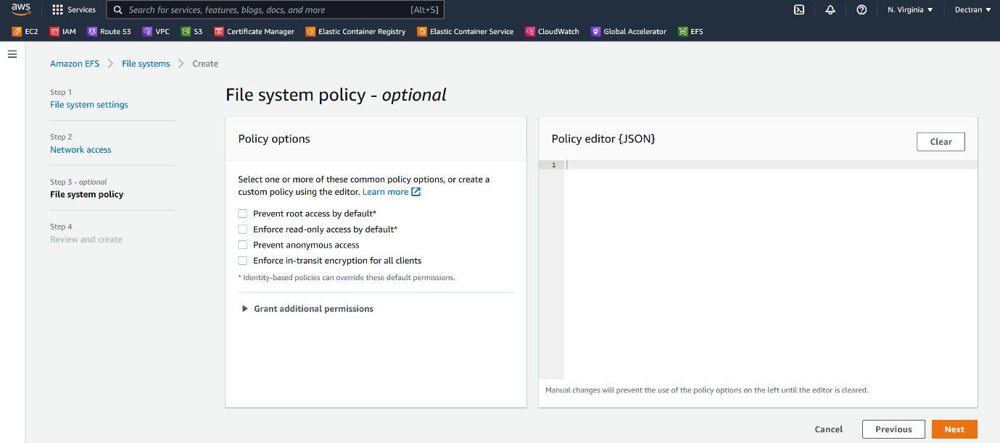 aws
Services
Search for services, features, blogs, docs, and more
[Alt+S]
N. Virginia
Dectran
EC2
IAM
Route 53
VPC
S3
Certificate Manager
Elastic Container Registry
Elastic Container Service
CloudWatch
Global Accelerator
EFS
Amazon EFS
File systems
Create
Step 1
File system settings
Step 2
Network access
Step 3 - optional
File system policy
Step 4
Review and create
File system policy - optional
Policy options
Select one or more of these common policy options, or create a
custom policy using the editor. Learn more
Prevent root access by default*
Enforce read-only access by default*
Prevent anonymous access
Enforce in-transit encryption for all clients
* Identity-based policies can override these default permissions.
Grant additional permissions
Policy editor {JSON}
Clear
1
Manual changes will prevent the use of the policy options on the left until the editor is cleared.
Cancel
Previous
Next